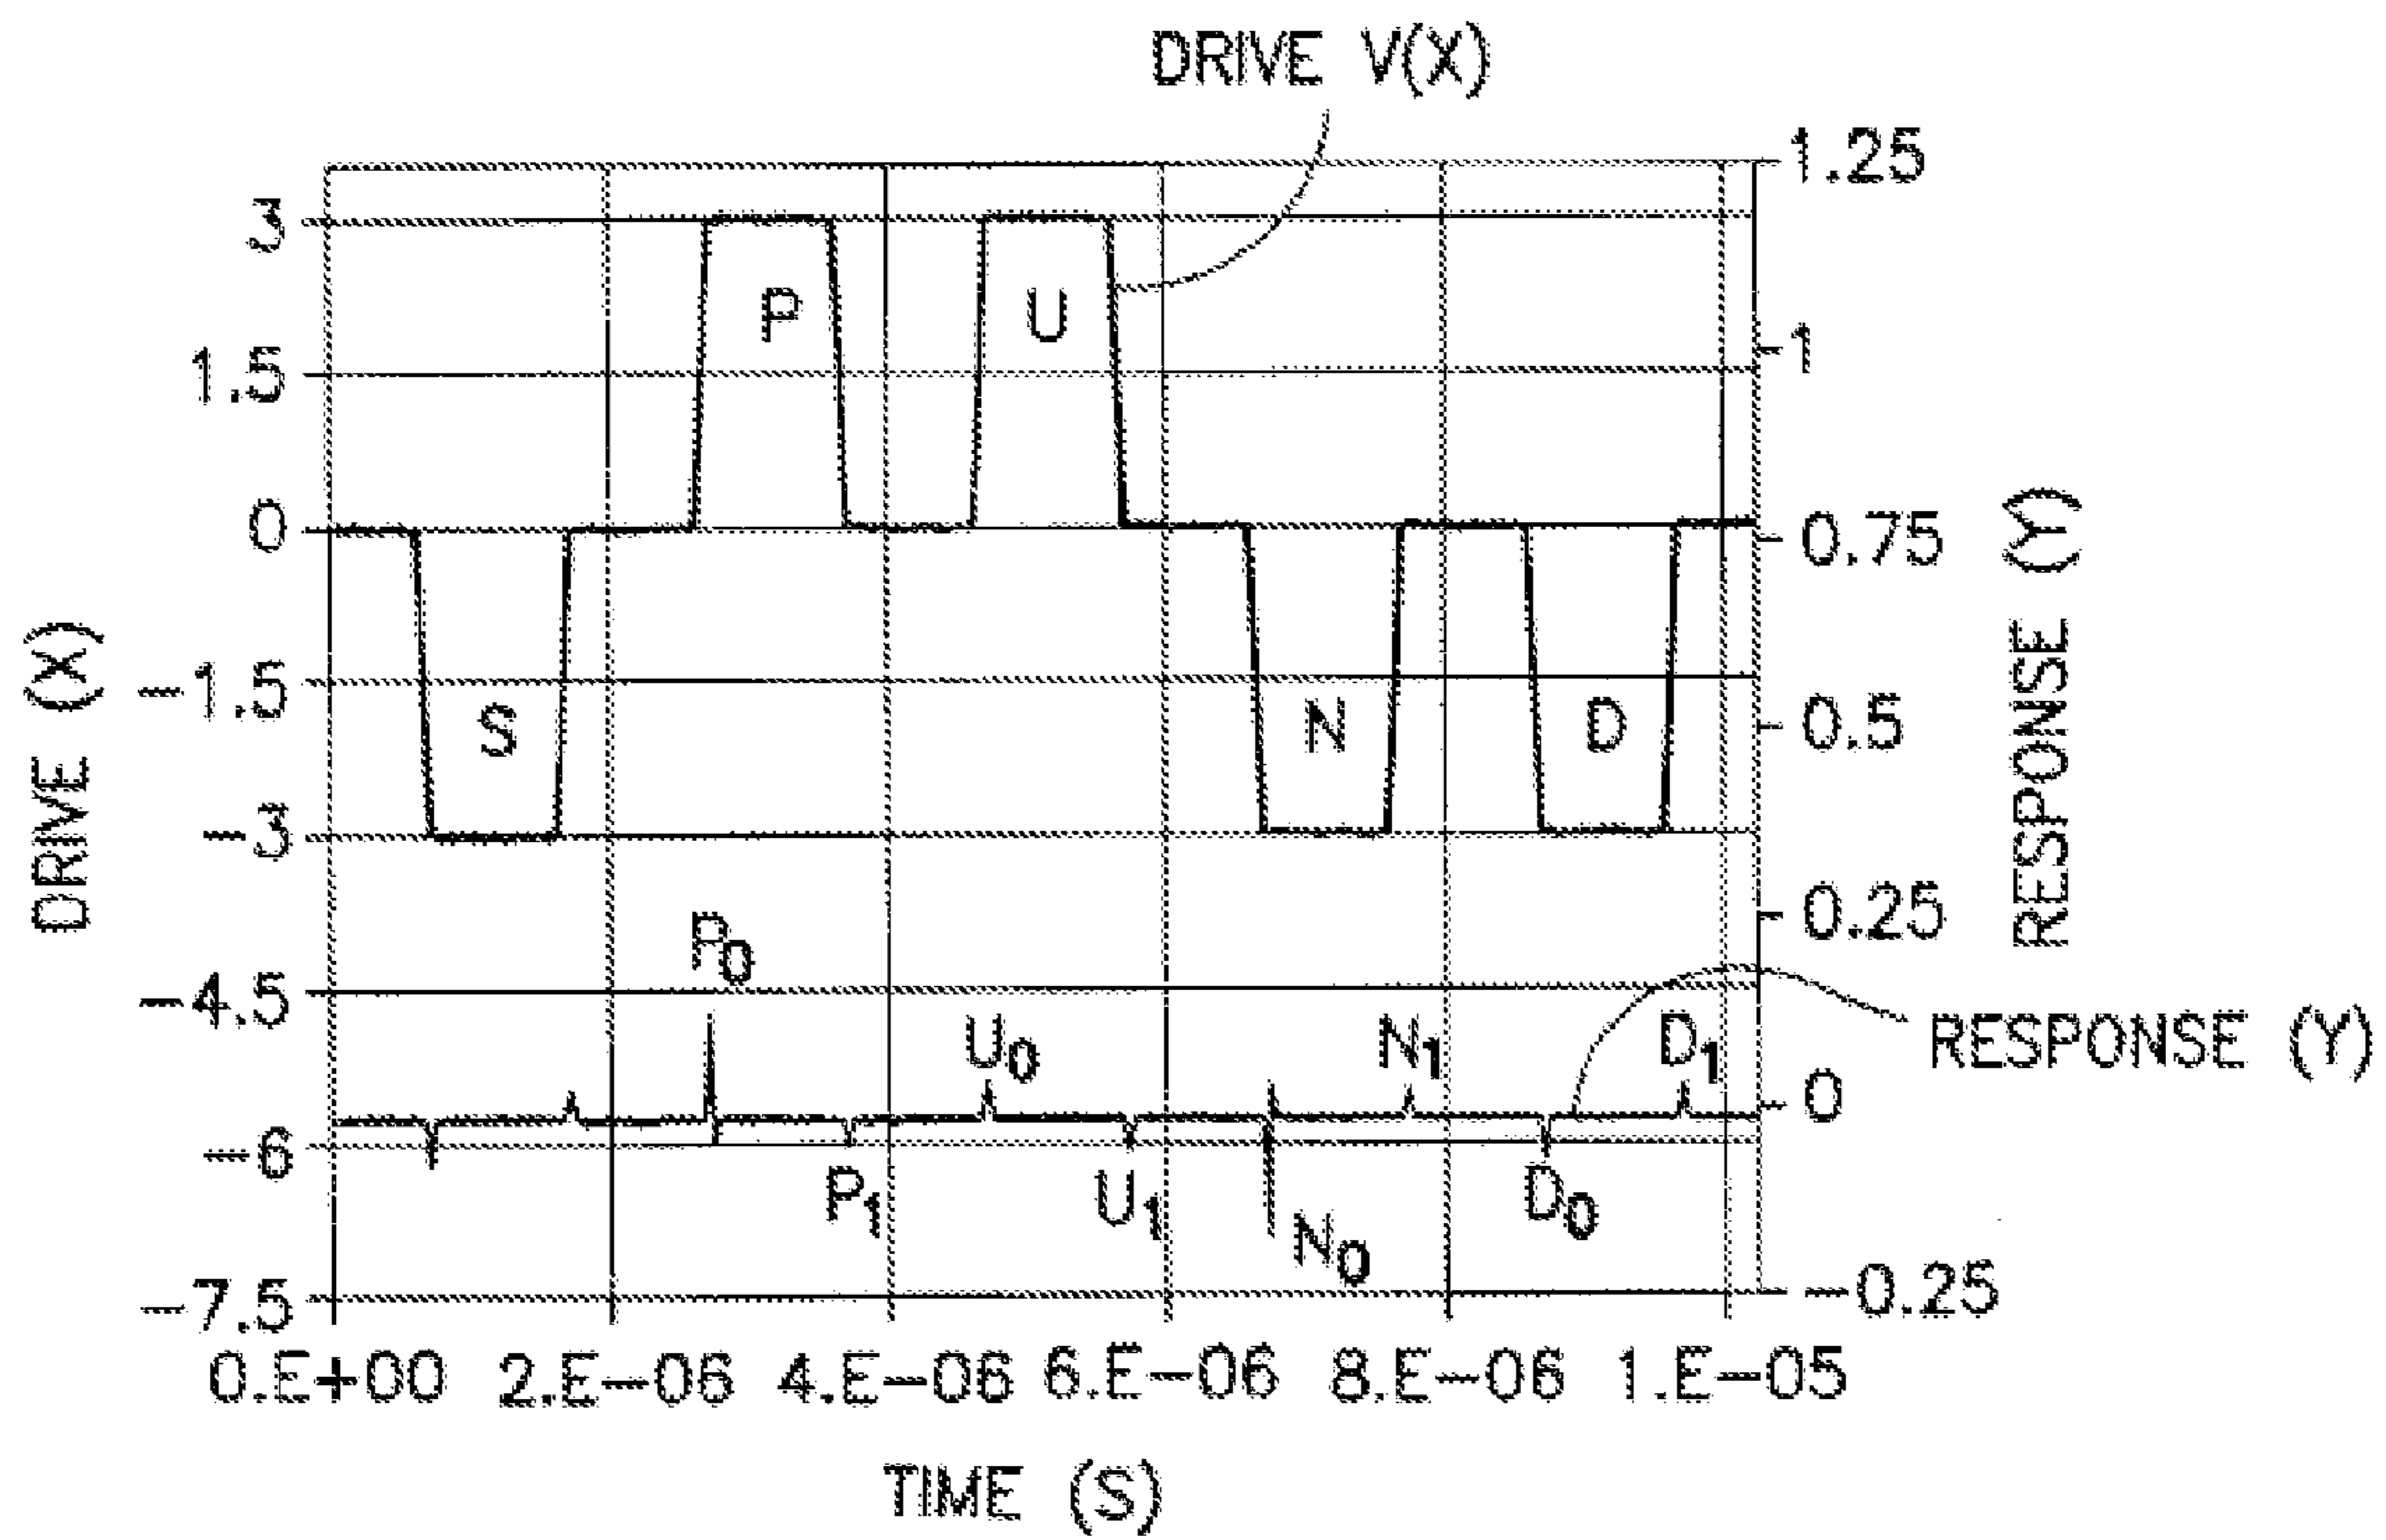 DRIVE V(X)
1.25
3
P
U
1
1.5
0
0.75
-1.5
S
N
D
0.5
-3
DRIVE (X)
RESPONSE (Y)
0.25
P0
-4.5
U0
N1
D1
RESPONSE (Y)
0
-6
P1
U1
N0
D0
-7.5
-0.25
0.E+00 2.E-06 4.E-06 6.E-06 8.E-06 1.E-05
TIME (S)